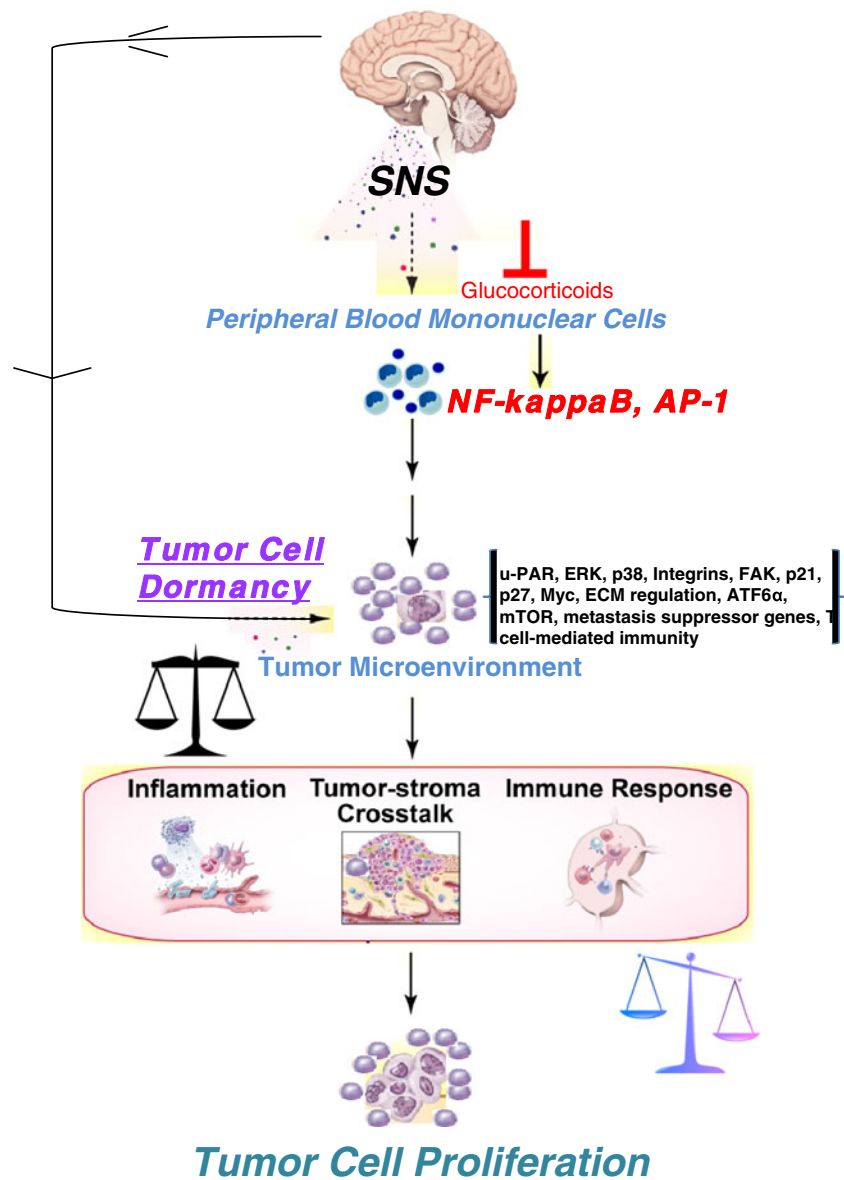 SNS
Glucocorticoids
Peripheral Blood Mononuclear Cells
NF-kappaB, AP-1
Tumor Cell
Dormancy
u-PAR, ERK, p38, Integrins, FAK, p21,
p27, Myc, ECM regulation, ATF6α,
mTOR, metastasis suppressor genes, T
cell-mediated immunity
Tumor Microenvironment
Inflammation
Tumor-stroma
Crosstalk
Immune Response
Tumor Cell Proliferation